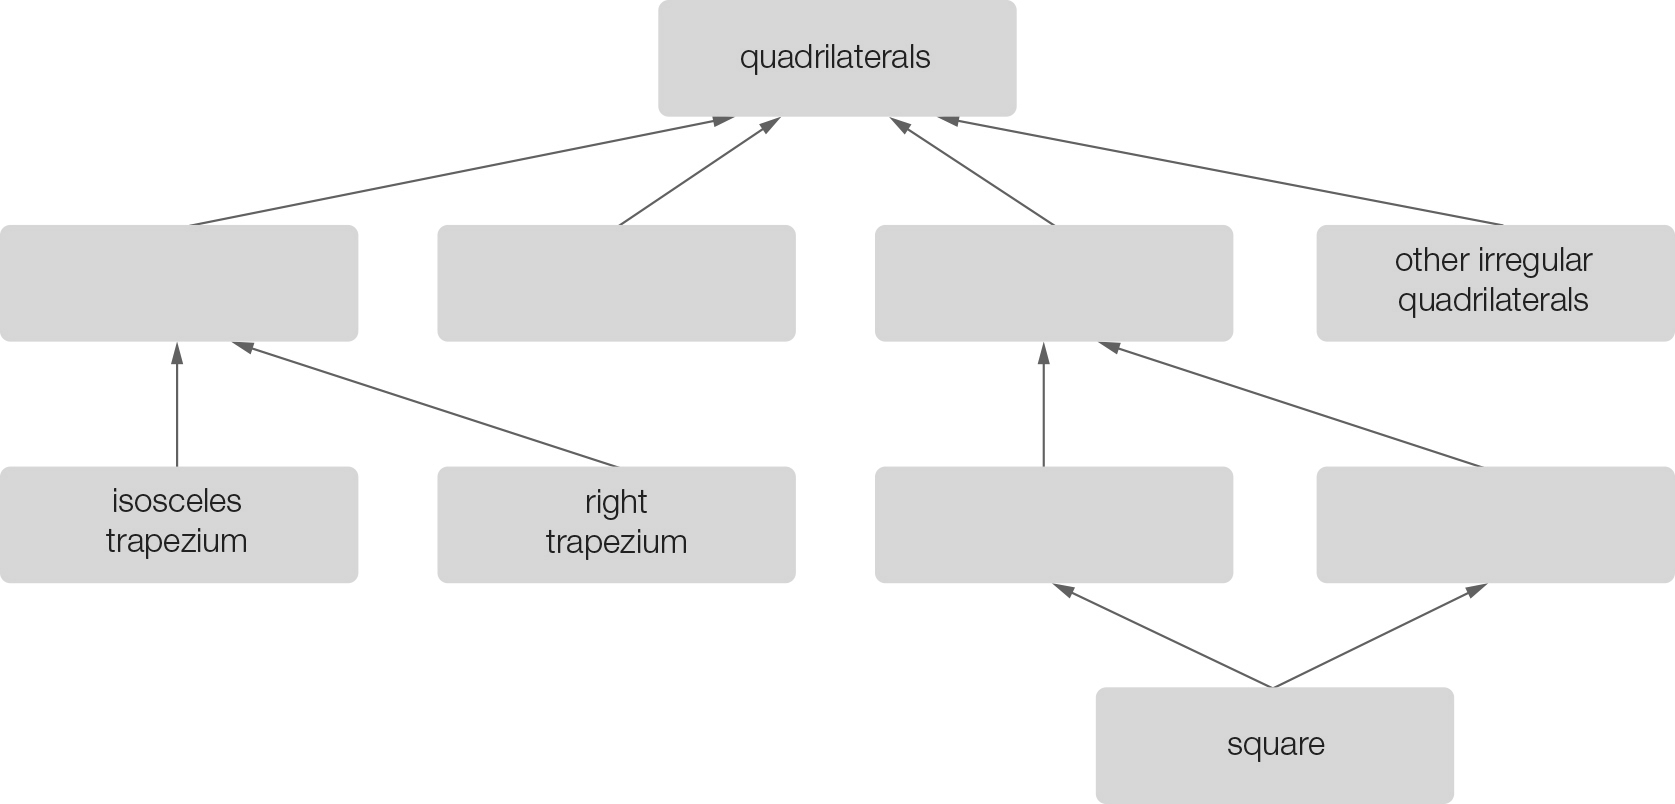 quadrilaterals
other irregular
quadrilaterals
isosceles
trapezium
right
trapezium
square